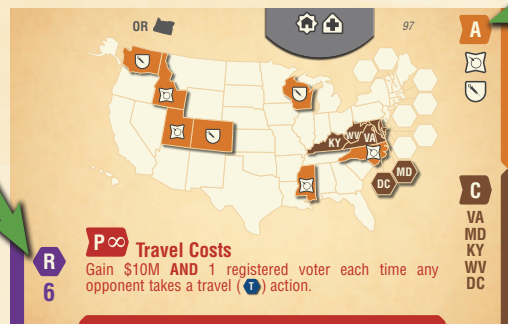 OR
97
A
KY WV VA
MD
DC
C
VA
MD
KY
WV
DC
R
6
P∞ Travel Costs
Gain $10M AND 1 registered voter each time any
opponent takes a travel (T) action.